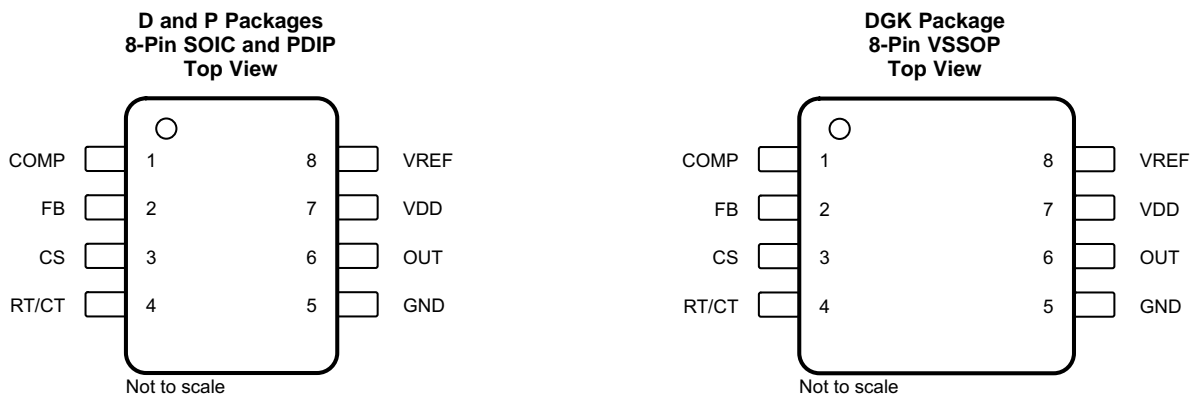 D and P Packages
8-Pin SOIC and PDIP
Top View
COMP 1 8 VREF
FB 2 7 VDD
CS 3 6 OUT
RT/CT 4 5 GND
Not to scale
DGK Package
8-Pin VSSOP
Top View
COMP 1 8 VREF
FB 2 7 VDD
CS 3 6 OUT
RT/CT 4 5 GND
Not to scale